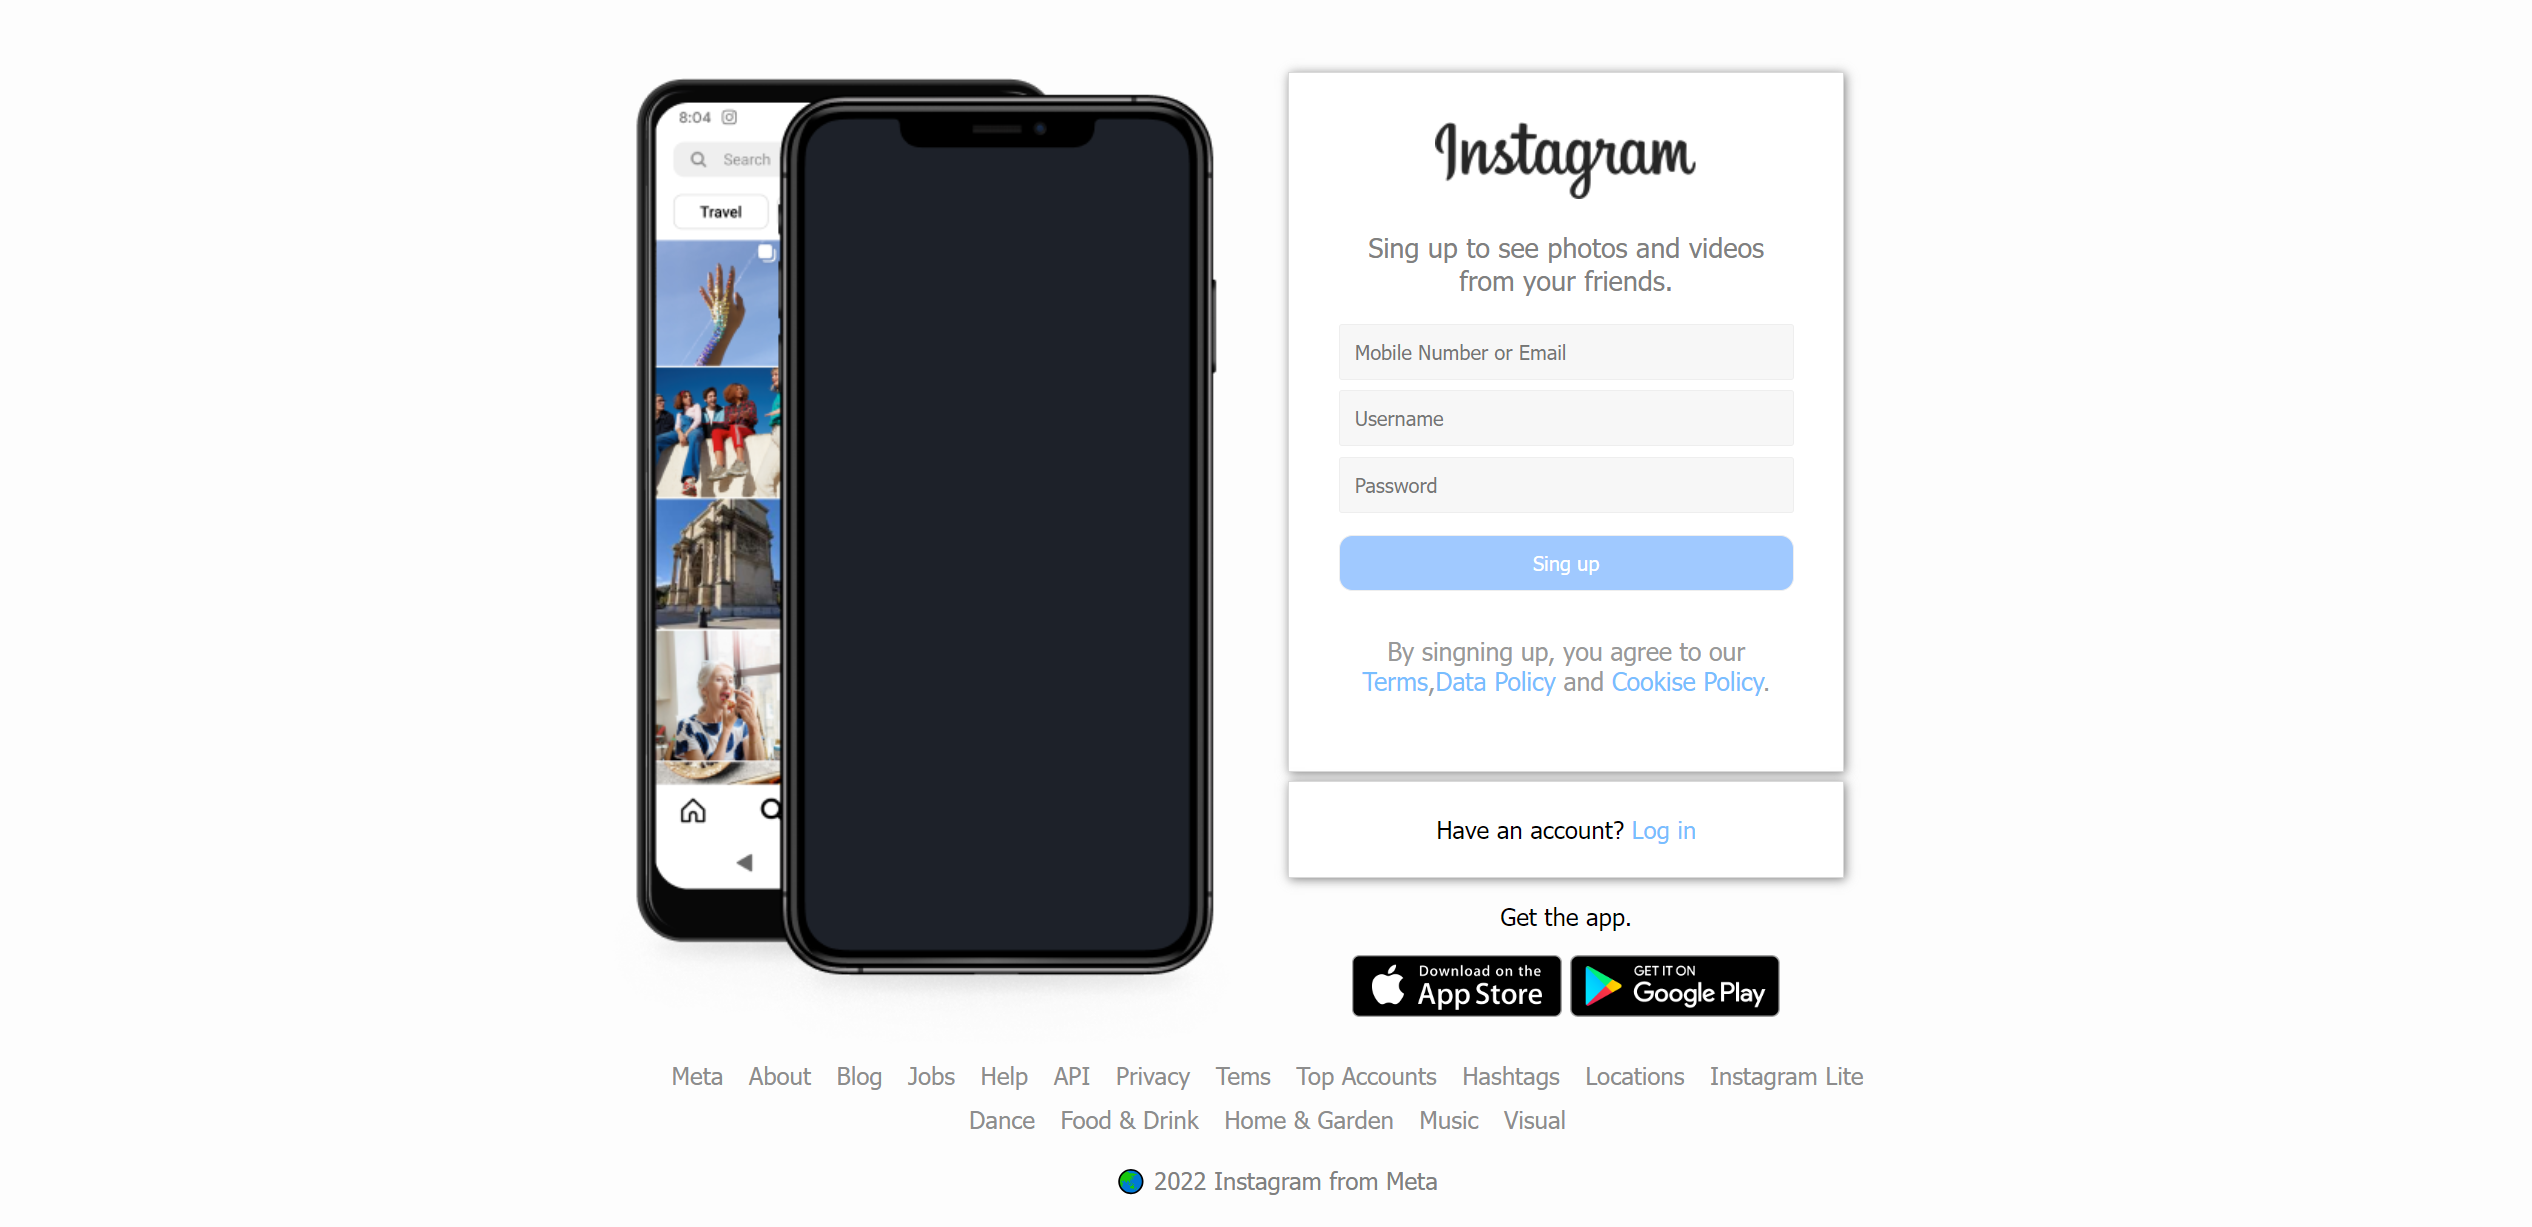 8:04
Search
Travel
Instagram
Sing up to see photos and videos
from your friends.
Mobile Number or Email
Username
Password
Sing up
By singning up, you agree to our
Terms,Data Policy and Cookise Policy.
Have an account? Log in
Get the app.
Download on the
App Store
GET IT ON
Google Play
Meta About Blog Jobs Help API Privacy Tems Top Accounts Hashtags Locations Instagram Lite
Dance Food & Drink Home & Garden Music Visual
2022 Instagram from Meta